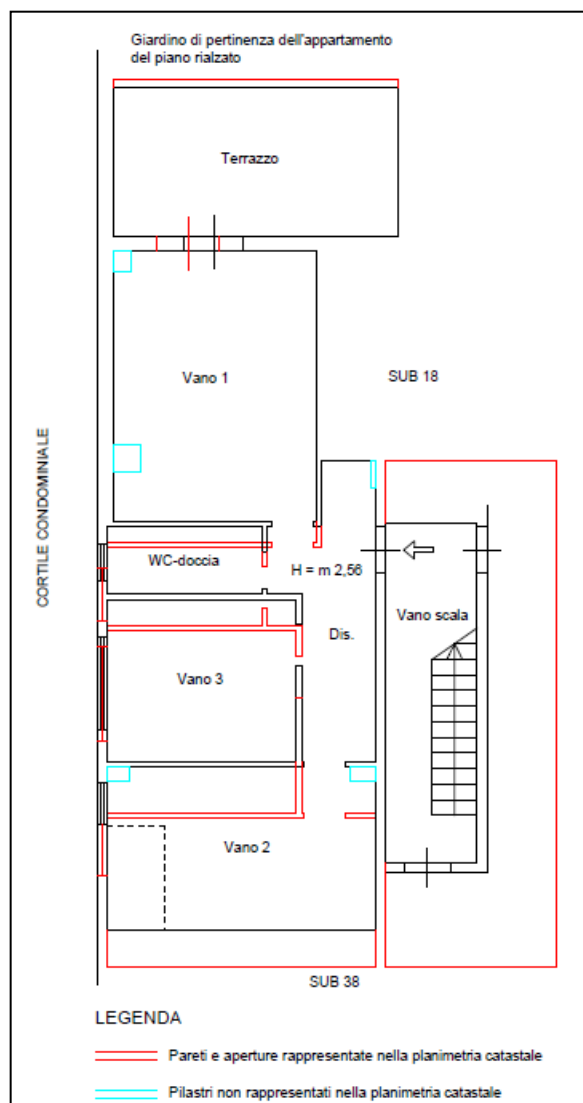 Giardino di pertinenza dell'appartamento
del piano rialzato
Terrazzo
Vano 1
SUB 18
CORTILE CONDOMINIALE
WC-doccia
H = m 2,56
Vano scala
Dis.
Vano 3
Vano 2
SUB 38
LEGENDA
Pareti e aperture rappresentate nella planimetria catastale
Pilastri non rappresentati nella planimetria catastale